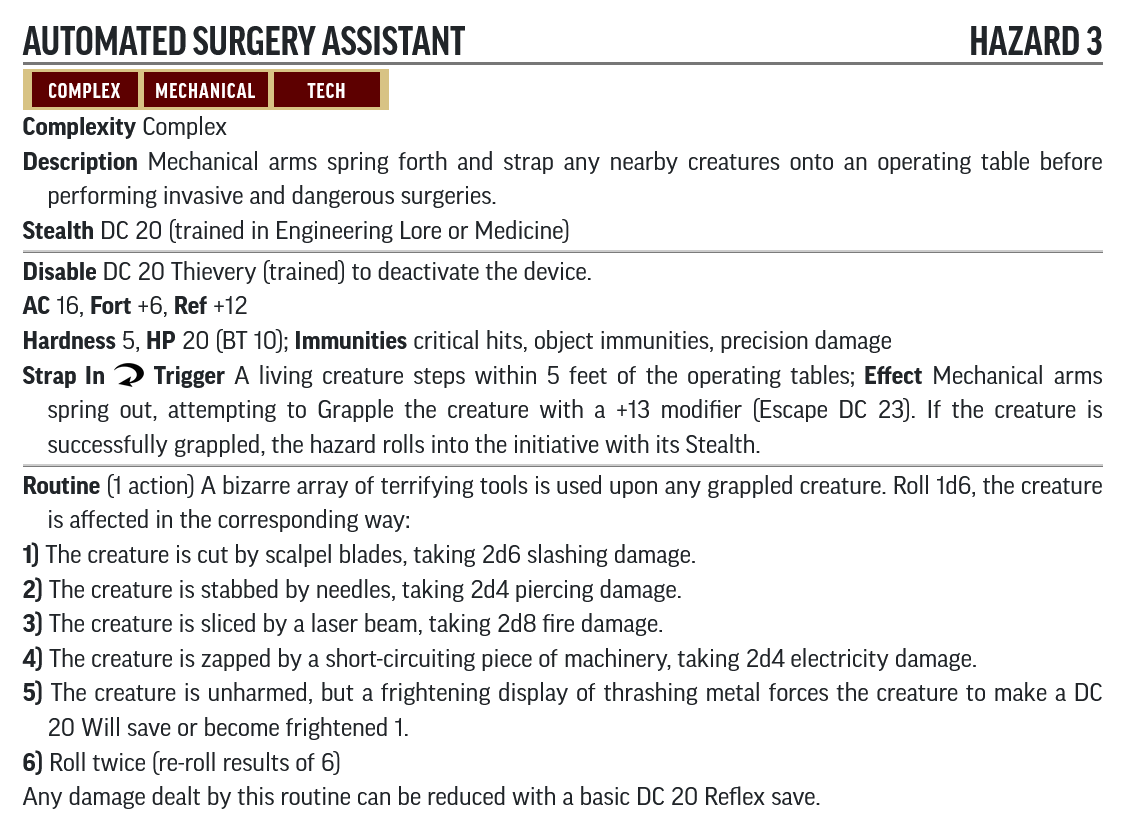 AUTOMATED SURGERY ASSISTANT HAZARD 3
COMPLEX MECHANICAL TECH
Complexity Complex
Description Mechanical arms spring forth and strap any nearby creatures onto an operating table before
performing invasive and dangerous surgeries.
Stealth DC 20 (trained in Engineering Lore or Medicine)
Disable DC 20 Thievery (trained) to deactivate the device.
AC 16, Fort +6, Ref +12
Hardness 5, HP 20 (BT 10); Immunities critical hits, object immunities, precision damage
Strap In Trigger A living creature steps within 5 feet of the operating tables; Effect Mechanical arms
spring out, attempting to Grapple the creature with a +13 modifier (Escape DC 23). If the creature is
successfully grappled, the hazard rolls into the initiative with its Stealth.
Routine (1 action) A bizarre array of terrifying tools is used upon any grappled creature. Roll 1d6, the creature
is affected in the corresponding way:
1) The creature is cut by scalpel blades, taking 2d6 slashing damage.
2) The creature is stabbed by needles, taking 2d4 piercing damage.
3) The creature is sliced by a laser beam, taking 2d8 fire damage.
4) The creature is zapped by a short-circuiting piece of machinery, taking 2d4 electricity damage.
5) The creature is unharmed, but a frightening display of thrashing metal forces the creature to make a DC
20 Will save or become frightened 1.
6) Roll twice (re-roll results of 6)
Any damage dealt by this routine can be reduced with a basic DC 20 Reflex save.